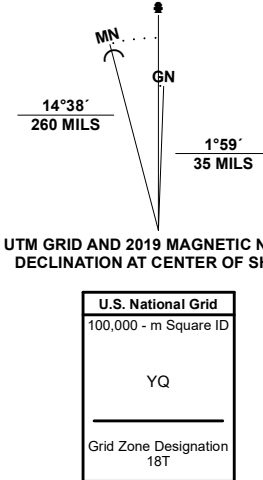 MN
GN
14°38´
260 MILS
1°59´
35 MILS
UTM GRID AND 2019 MAGNETIC N
DECLINATION AT CENTER OF SH
U.S. National Grid
100,000 - m Square ID
YQ
Grid Zone Designation
18T